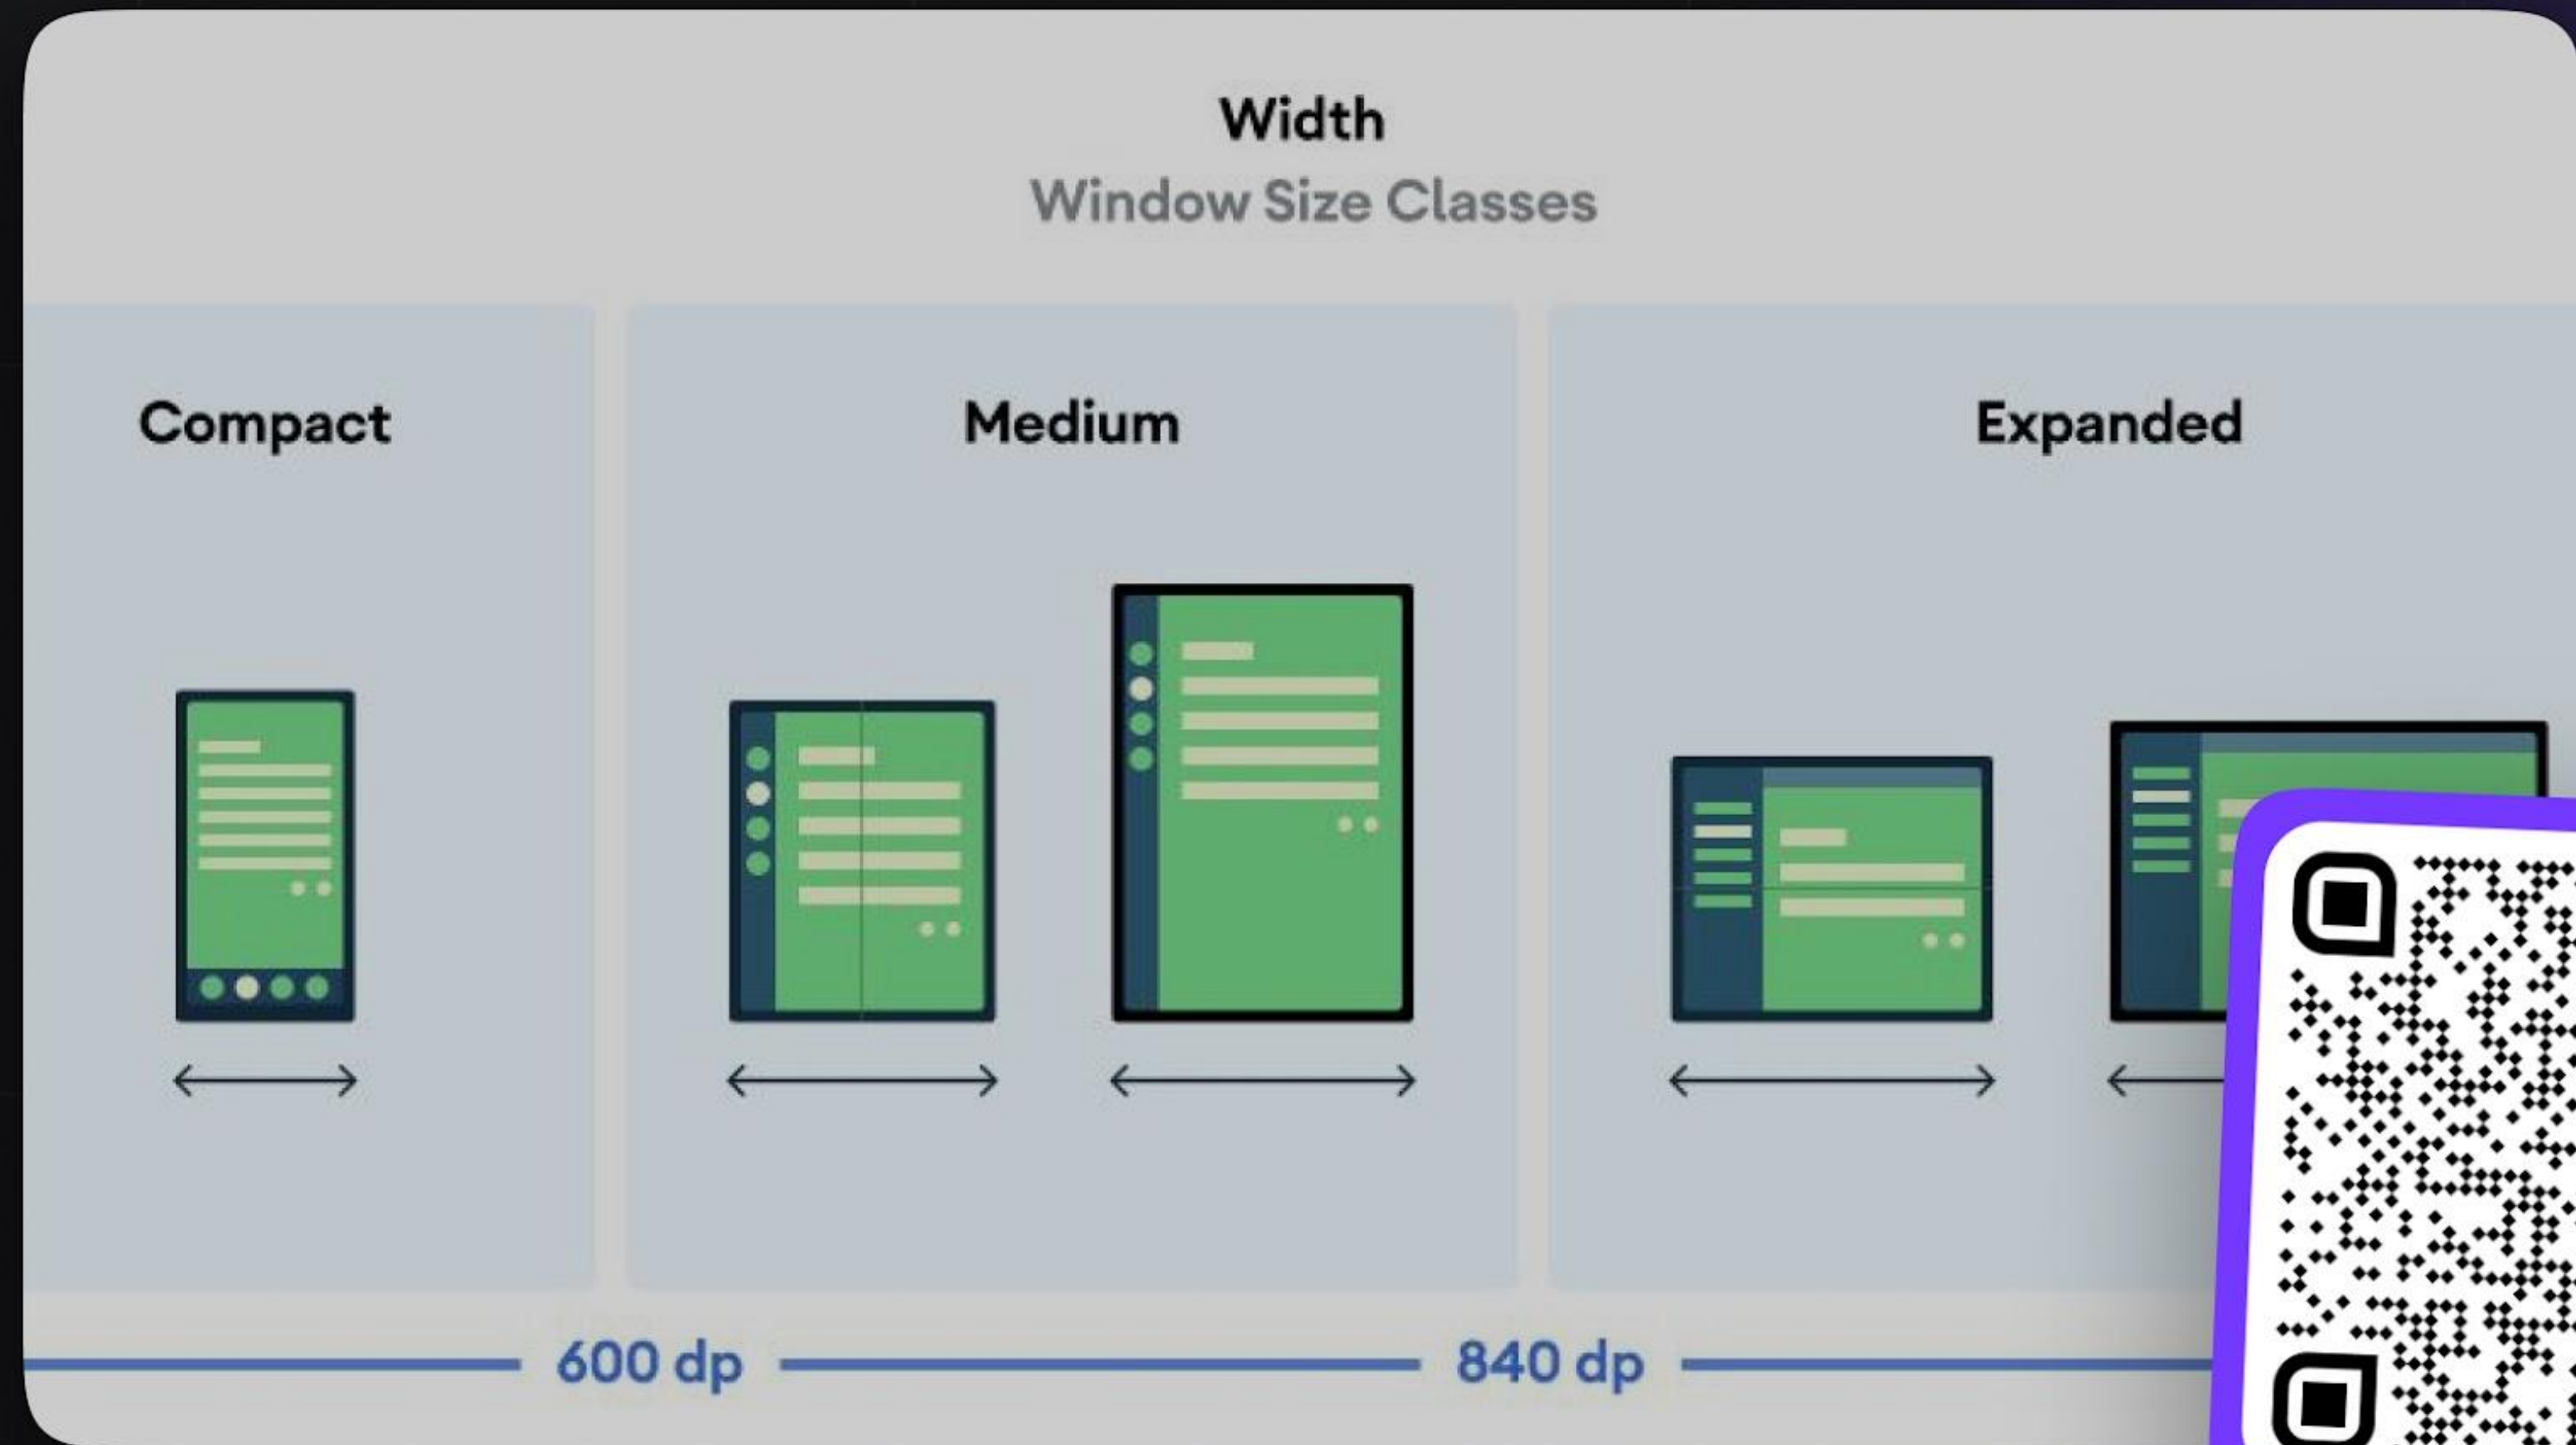 Width
Window Size Classes
Compact
Medium
Expanded
600 dp
840 dp